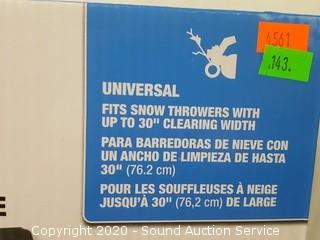 4561
.143.
UNIVERSAL
FITS SNOW THROWERS WITH
UP TO 30" CLEARING WIDTH
PARA BARREDORAS DE NIEVE CON
UN ANCHO DE LIMPIEZA DE HASTA
30" (76.2 cm)
POUR LES SOUFFLEUSES À NEIGE
JUSQU'À 30" (76,2 cm) DE LARGE
E
Copyright 2020 - Sound Auction Service